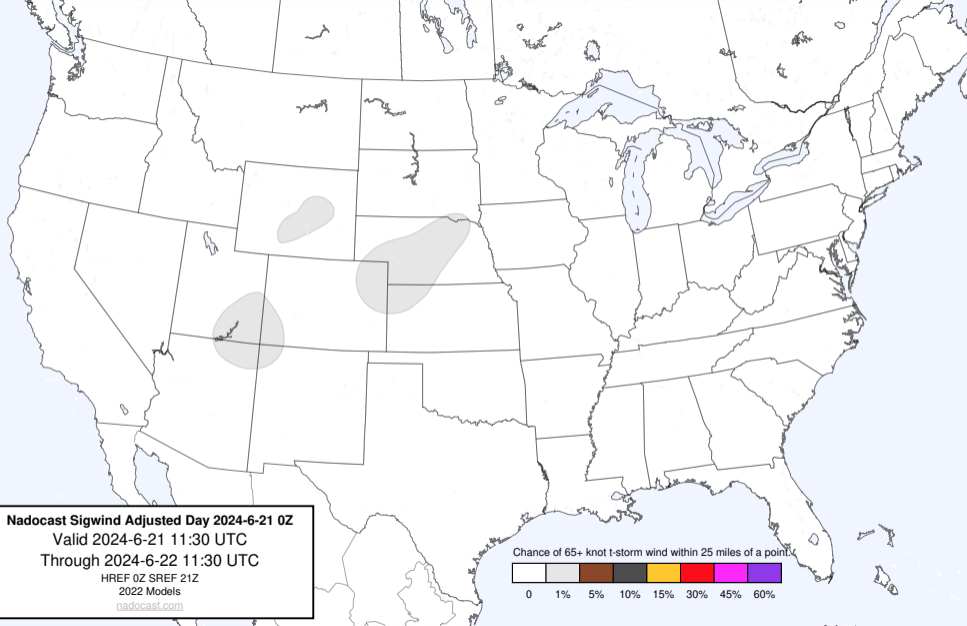 Nadocast Sigwind Adjusted Day 2024-6-21 0Z
Valid 2024-6-21 11:30 UTC
Through 2024-6-22 11:30 UTC
HREF 0Z SREF 21Z
2022 Models
nadocast.com
Chance of 65+ knot t-storm wind within 25 miles of a point.
0 1% 5% 10% 15% 30% 45% 60%